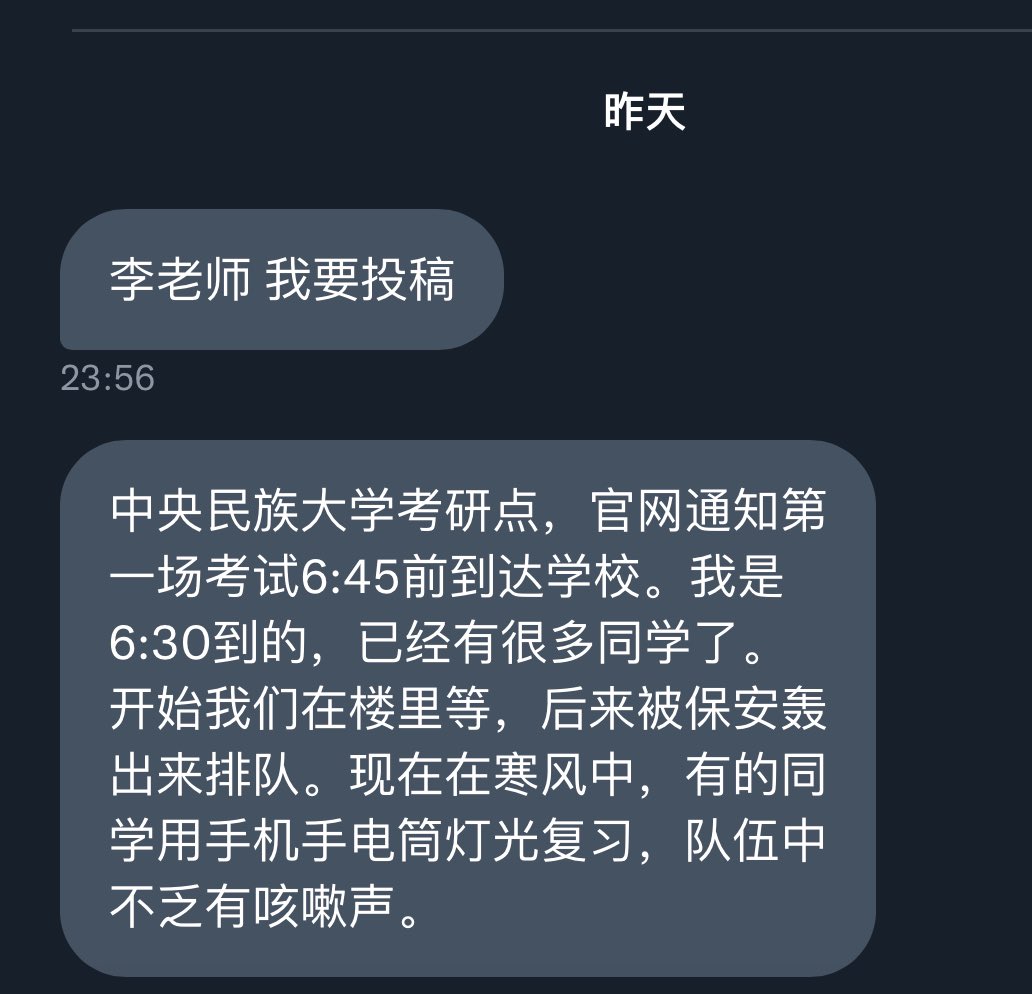 昨天
李老师 我要投稿
23:56
中央民族大学考研点，官网通知第
一场考试6:45前到达学校。我是
6:30到的，已经有很多同学了。
开始我们在楼里等，后来被保安轰
出来排队。现在在寒风中，有的同
学用手机手电筒灯光复习，队伍中
不乏有咳嗽声。